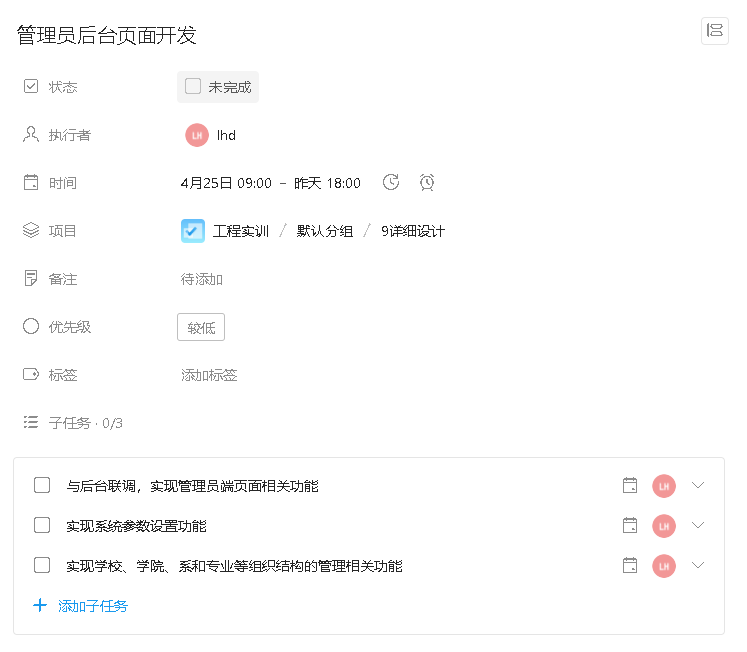 管理员后台页面开发
状态 未完成
执行者 LH lhd
时间 4月25日 09:00 – 昨天 18:00
项目 工程实训 / 默认分组 / 9详细设计
备注 待添加
优先级 较低
标签 添加标签
子任务 · 0/3
与后台联调，实现管理员端页面相关功能 LH
实现系统参数设置功能 LH
实现学校、学院、系和专业等组织结构的管理相关功能 LH
添加子任务